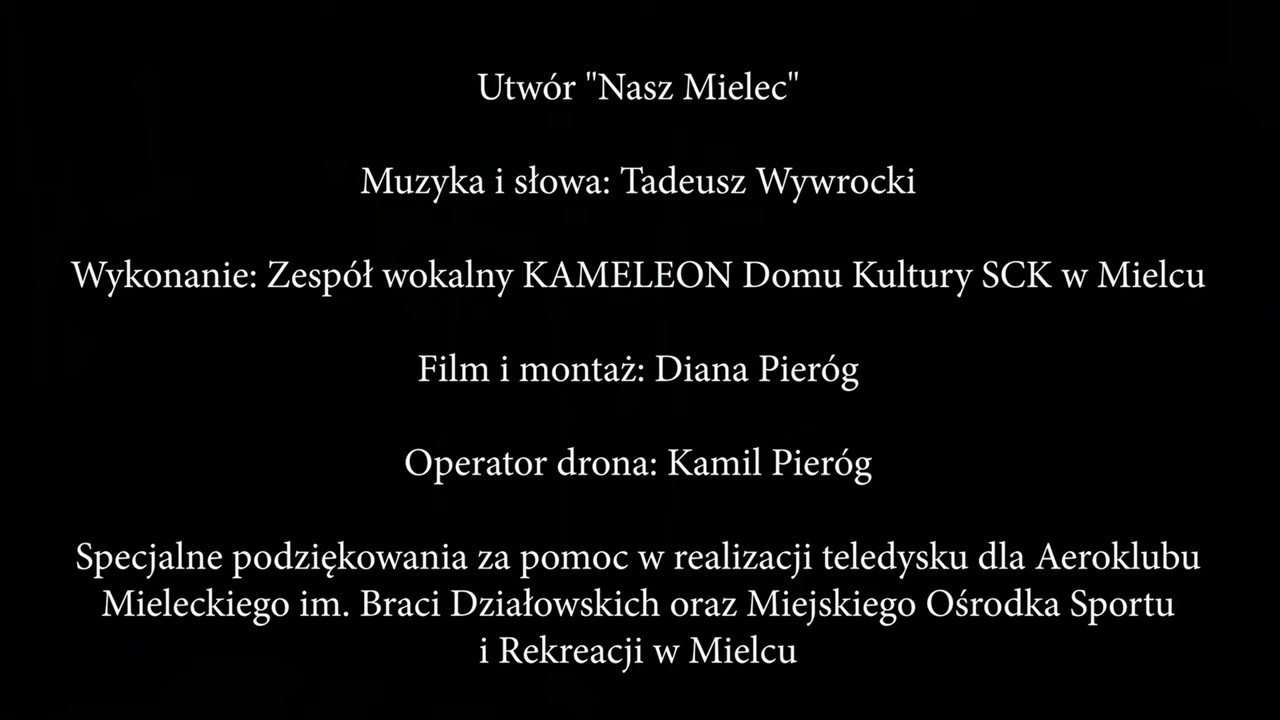 Utwór "Nasz Mielec"
Muzyka i słowa: Tadeusz Wywrocki
Wykonanie: Zespół wokalny KAMELEON Domu Kultury SCK w Mielcu
Film i montaż: Diana Pieróg
Operator drona: Kamil Pieróg
Specjalne podziękowania za pomoc w realizacji teledysku dla Aeroklubu
Mieleckiego im. Braci Działowskich oraz Miejskiego Ośrodka Sportu
i Rekreacji w Mielcu